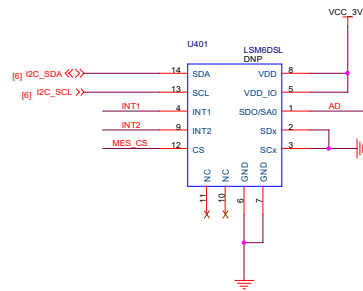 VCC_3V
U401
LSM6DSL
DNP
[6] I2C_SDA 14 SDA VDD 8
[6] I2C_SCL 13 SCL VDD_IO 5
INT1 4 INT1 SDO/SA0 1 AD
INT2 9 INT2 SDx 2
MES_CS 12 CS SCx 3
NC NC GND GND
11 10 6 7